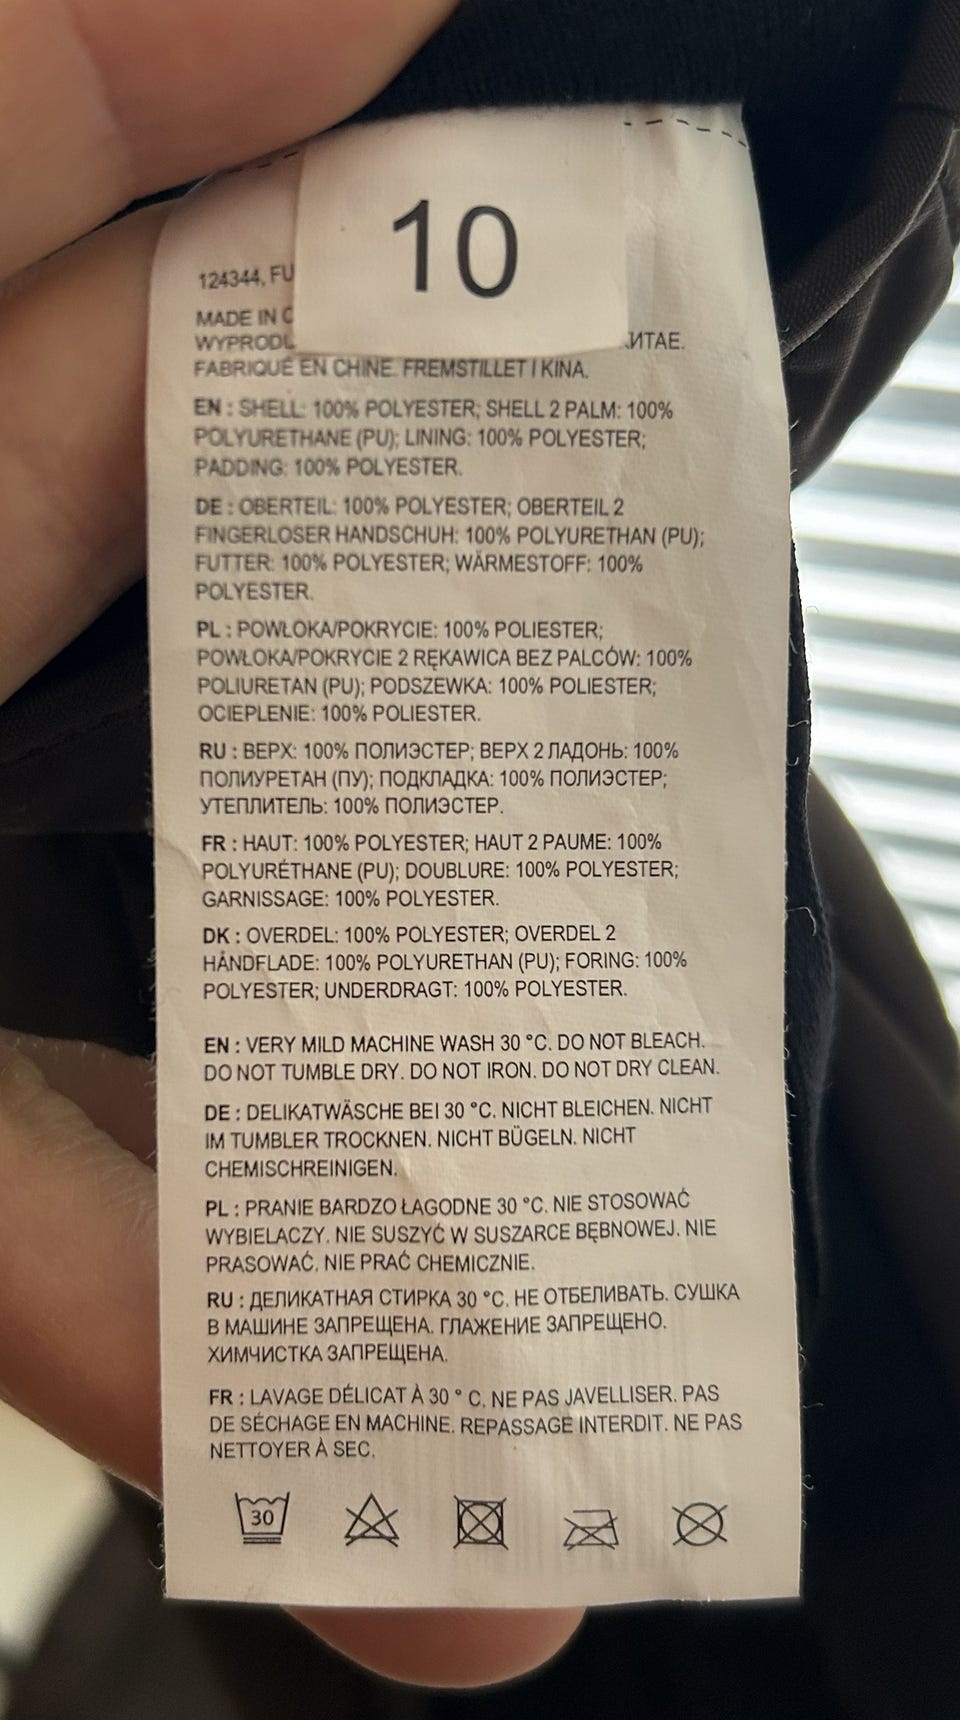 10
124344, FU
MADE IN C
WYPRODU ИТАЕ.
FABRIQUÉ EN CHINE. FREMSTILLET I KINA.
EN : SHELL: 100% POLYESTER; SHELL 2 PALM: 100%
POLYURETHANE (PU); LINING: 100% POLYESTER;
PADDING: 100% POLYESTER.
DE : OBERTEIL: 100% POLYESTER; OBERTEIL 2
FINGERLOSER HANDSCHUH: 100% POLYURETHAN (PU);
FUTTER: 100% POLYESTER; WÄRMESTOFF: 100%
POLYESTER.
PL : POWŁOKA/POKRYCIE: 100% POLIESTER;
POWŁOKA/POKRYCIE 2 RĘKAWICA BEZ PALCÓW: 100%
POLIURETAN (PU); PODSZEWKA: 100% POLIESTER;
OCIEPLENIE: 100% POLIESTER.
RU : ВЕРХ: 100% ПОЛИЭСТЕР; ВЕРХ 2 ЛАДОНЬ: 100%
ПОЛИУРЕТАН (ПУ); ПОДКЛАДКА: 100% ПОЛИЭСТЕР;
УТЕПЛИТЕЛЬ: 100% ПОЛИЭСТЕР.
FR : HAUT: 100% POLYESTER; HAUT 2 PAUME: 100%
POLYURÉTHANE (PU); DOUBLURE: 100% POLYESTER;
GARNISSAGE: 100% POLYESTER.
DK : OVERDEL: 100% POLYESTER; OVERDEL 2
HÅNDFLADE: 100% POLYURETHAN (PU); FORING: 100%
POLYESTER; UNDERDRAGT: 100% POLYESTER.
EN : VERY MILD MACHINE WASH 30 °C. DO NOT BLEACH.
DO NOT TUMBLE DRY. DO NOT IRON. DO NOT DRY CLEAN.
DE : DELIKATWÄSCHE BEI 30 °C. NICHT BLEICHEN. NICHT
IM TUMBLER TROCKNEN. NICHT BÜGELN. NICHT
CHEMISCHREINIGEN.
PL : PRANIE BARDZO ŁAGODNE 30 °C. NIE STOSOWAĆ
WYBIELACZY. NIE SUSZYĆ W SUSZARCE BĘBNOWEJ. NIE
PRASOWAĆ. NIE PRAĆ CHEMICZNIE.
RU : ДЕЛИКАТНАЯ СТИРКА 30 °C. НЕ ОТБЕЛИВАТЬ. СУШКА
В МАШИНЕ ЗАПРЕЩЕНА. ГЛАЖЕНИЕ ЗАПРЕЩЕНО.
ХИМЧИСТКА ЗАПРЕЩЕНА.
FR : LAVAGE DÉLICAT À 30 ° C. NE PAS JAVELLISER. PAS
DE SÉCHAGE EN MACHINE. REPASSAGE INTERDIT. NE PAS
NETTOYER À SEC.
30